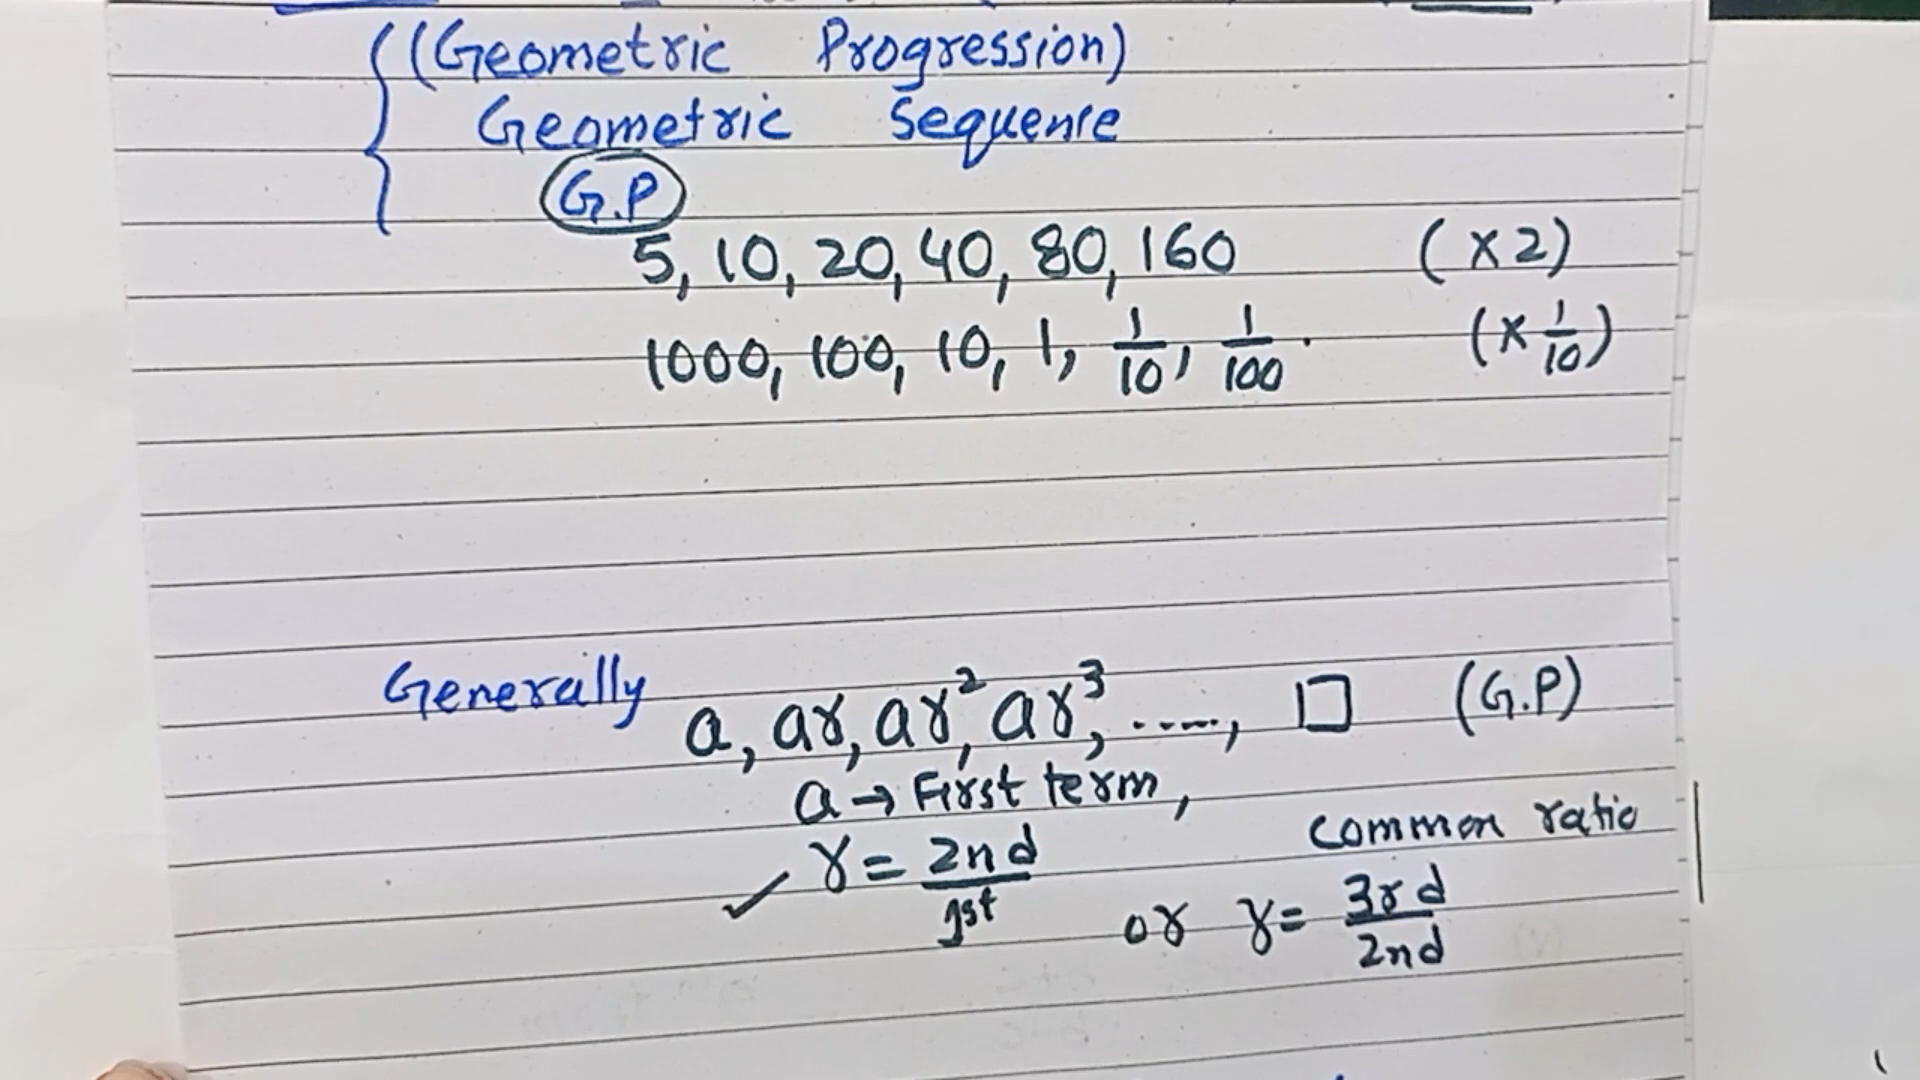 (Geometric Progression)
Geometric Sequence
G.P
5, 10, 20, 40, 80, 160 (×2)
1000, 100, 10, 1, 1/10, 1/100. (× 1/10)
Generally a, ar, ar², ar³, ....., □ (G.P)
a → First term,
common ratio
✓ r = 2nd/1st or r = 3rd/2nd